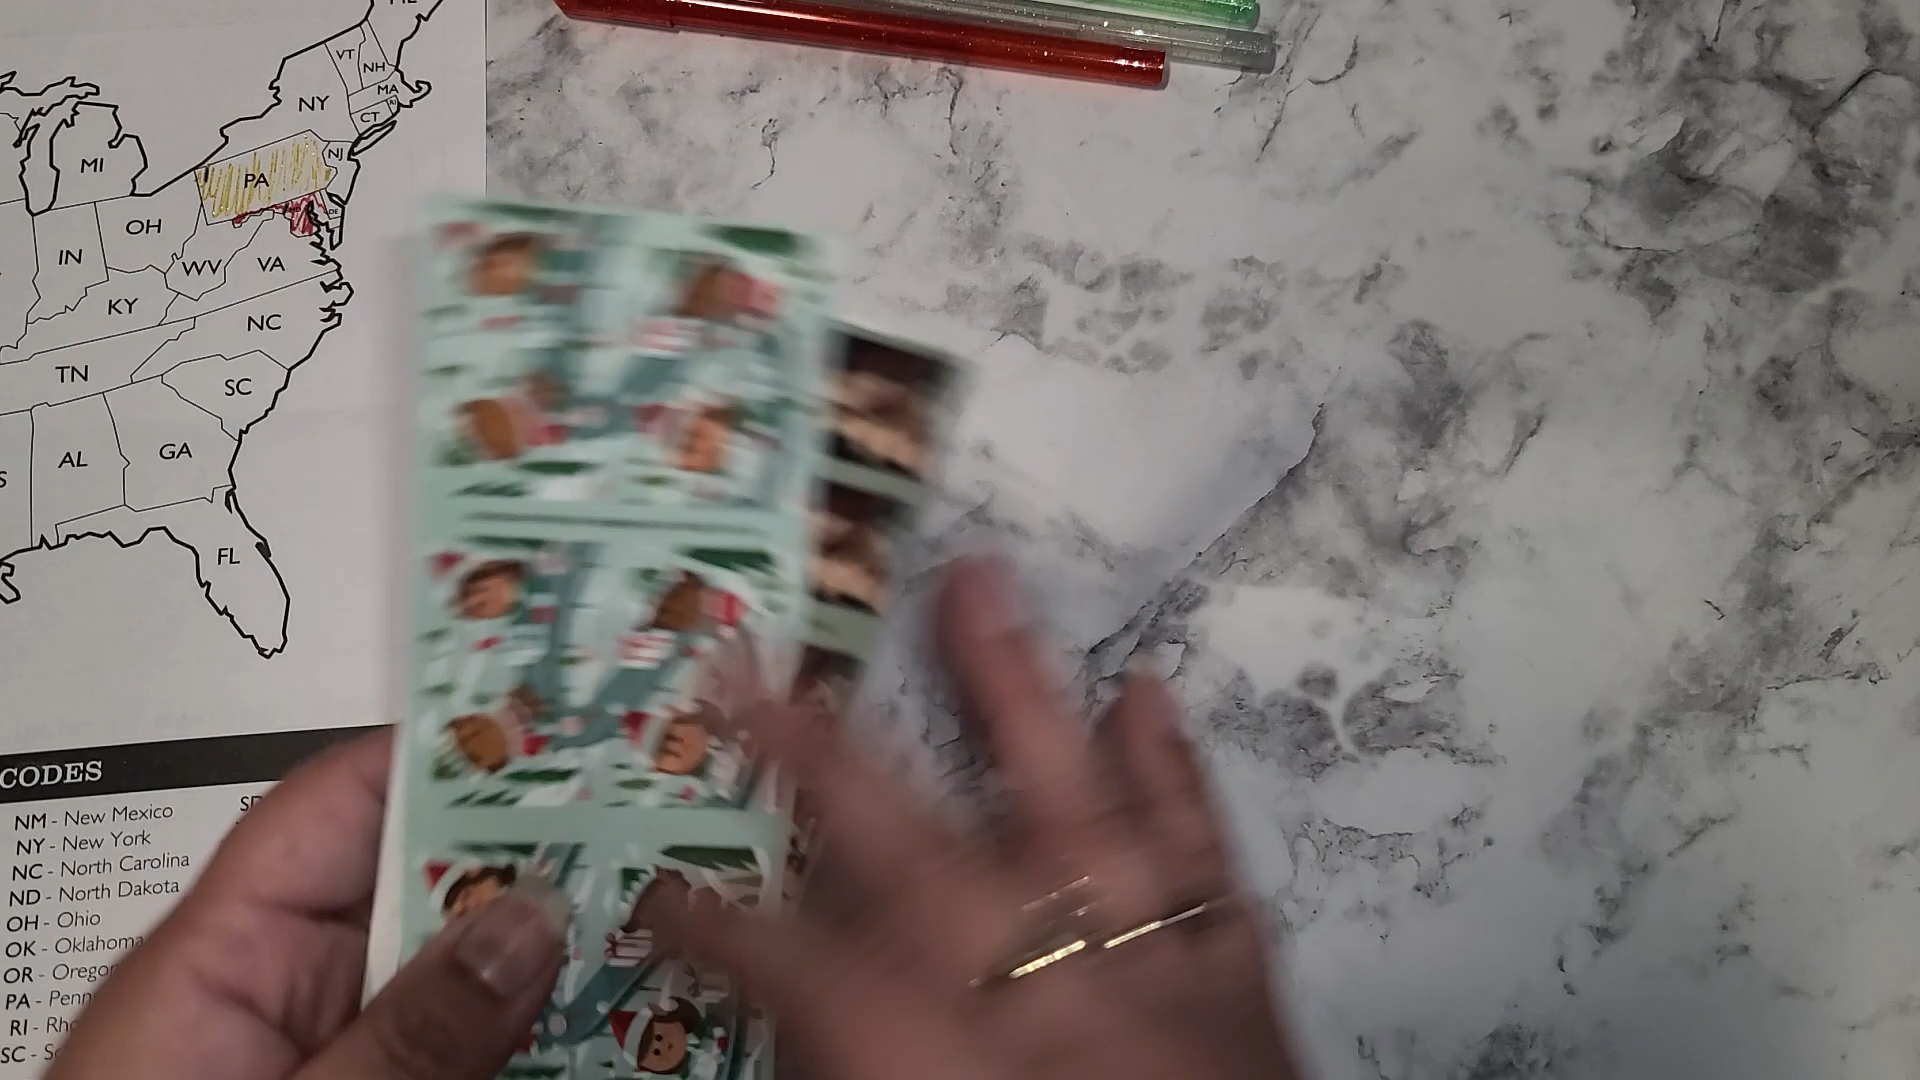 VT
NH
MA
NY
CT
MI
NJ
PA
OH
DE
IN
WV
VA
KY
NC
TN
SC
AL
GA
FL
CODES
NM - New Mexico
NY - New York
NC - North Carolina
ND - North Dakota
OH - Ohio
OK - Oklahoma
OR - Oregon
PA - Penn
RI - Rho
SC - S